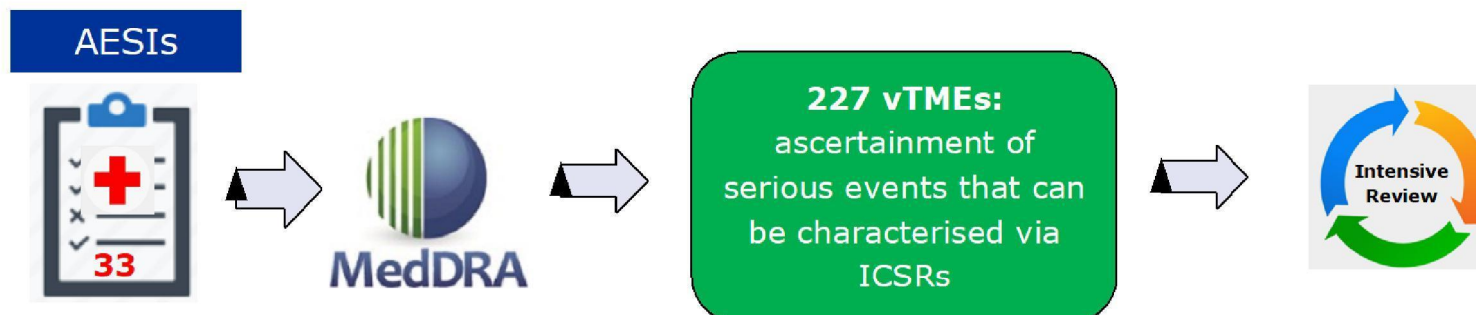 AESIs
33
MedDRA
227 vTMEs:
ascertainment of
serious events that can
be characterised via
ICSRs
Intensive
Review